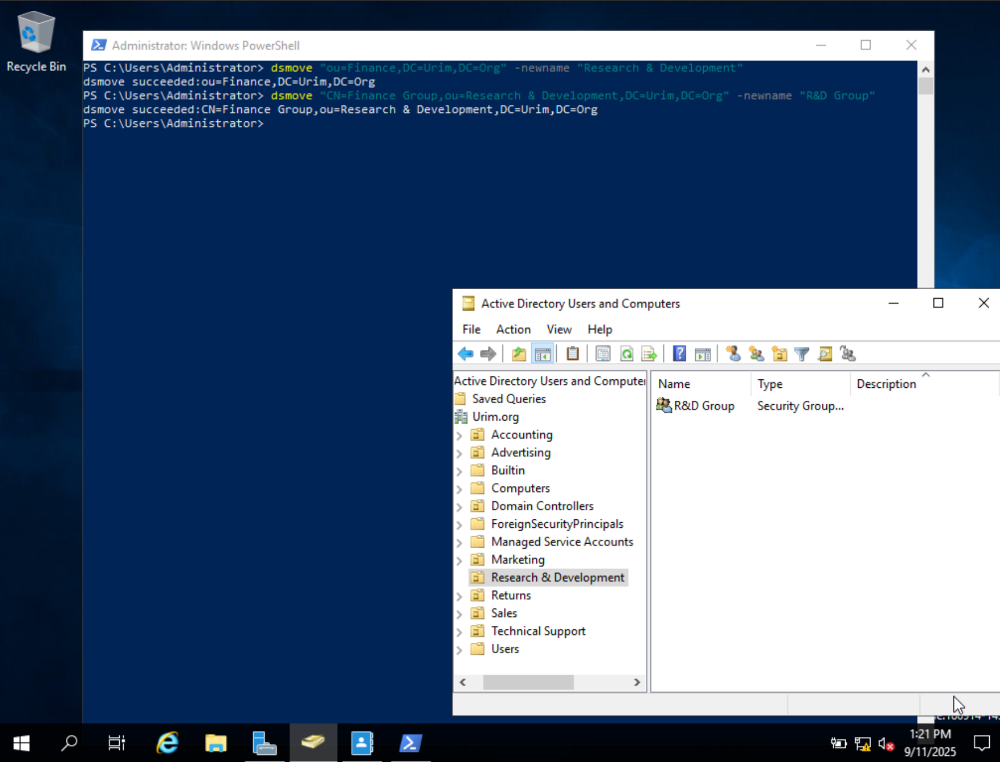 Recycle Bin
Administrator: Windows PowerShell
PS C:\Users\Administrator> dsmove "ou=Finance,DC=Urim,DC=Org" -newname "Research & Development"
dsmove succeeded:ou=Finance,DC=Urim,DC=Org
PS C:\Users\Administrator> dsmove "CN=Finance Group,ou=Research & Development,DC=Urim,DC=Org" -newname "R&D Group"
dsmove succeeded:CN=Finance Group,ou=Research & Development,DC=Urim,DC=Org
PS C:\Users\Administrator>
Active Directory Users and Computers
File Action View Help
Active Directory Users and Computer
Saved Queries
Urim.org
Accounting
Advertising
Builtin
Computers
Domain Controllers
ForeignSecurityPrincipals
Managed Service Accounts
Marketing
Research & Development
Returns
Sales
Technical Support
Users
Name Type Description
R&D Group Security Group...
1:21 PM
9/11/2025